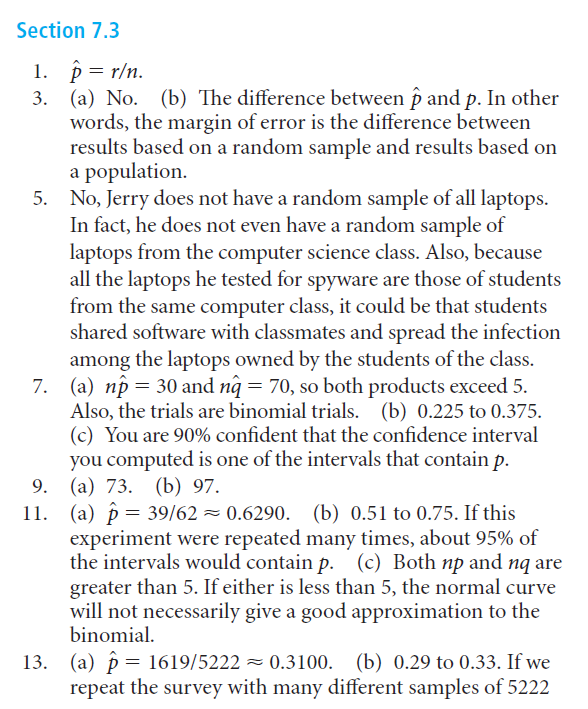 Section 7.3
1. p̂ = r/n.
3. (a) No. (b) The difference between p̂ and p. In other
words, the margin of error is the difference between
results based on a random sample and results based on
a population.
5. No, Jerry does not have a random sample of all laptops.
In fact, he does not even have a random sample of
laptops from the computer science class. Also, because
all the laptops he tested for spyware are those of students
from the same computer class, it could be that students
shared software with classmates and spread the infection
among the laptops owned by the students of the class.
7. (a) np̂ = 30 and nq̂ = 70, so both products exceed 5.
Also, the trials are binomial trials. (b) 0.225 to 0.375.
(c) You are 90% confident that the confidence interval
you computed is one of the intervals that contain p.
9. (a) 73. (b) 97.
11. (a) p̂ = 39/62 ≈ 0.6290. (b) 0.51 to 0.75. If this
experiment were repeated many times, about 95% of
the intervals would contain p. (c) Both np and nq are
greater than 5. If either is less than 5, the normal curve
will not necessarily give a good approximation to the
binomial.
13. (a) p̂ = 1619/5222 ≈ 0.3100. (b) 0.29 to 0.33. If we
repeat the survey with many different samples of 5222